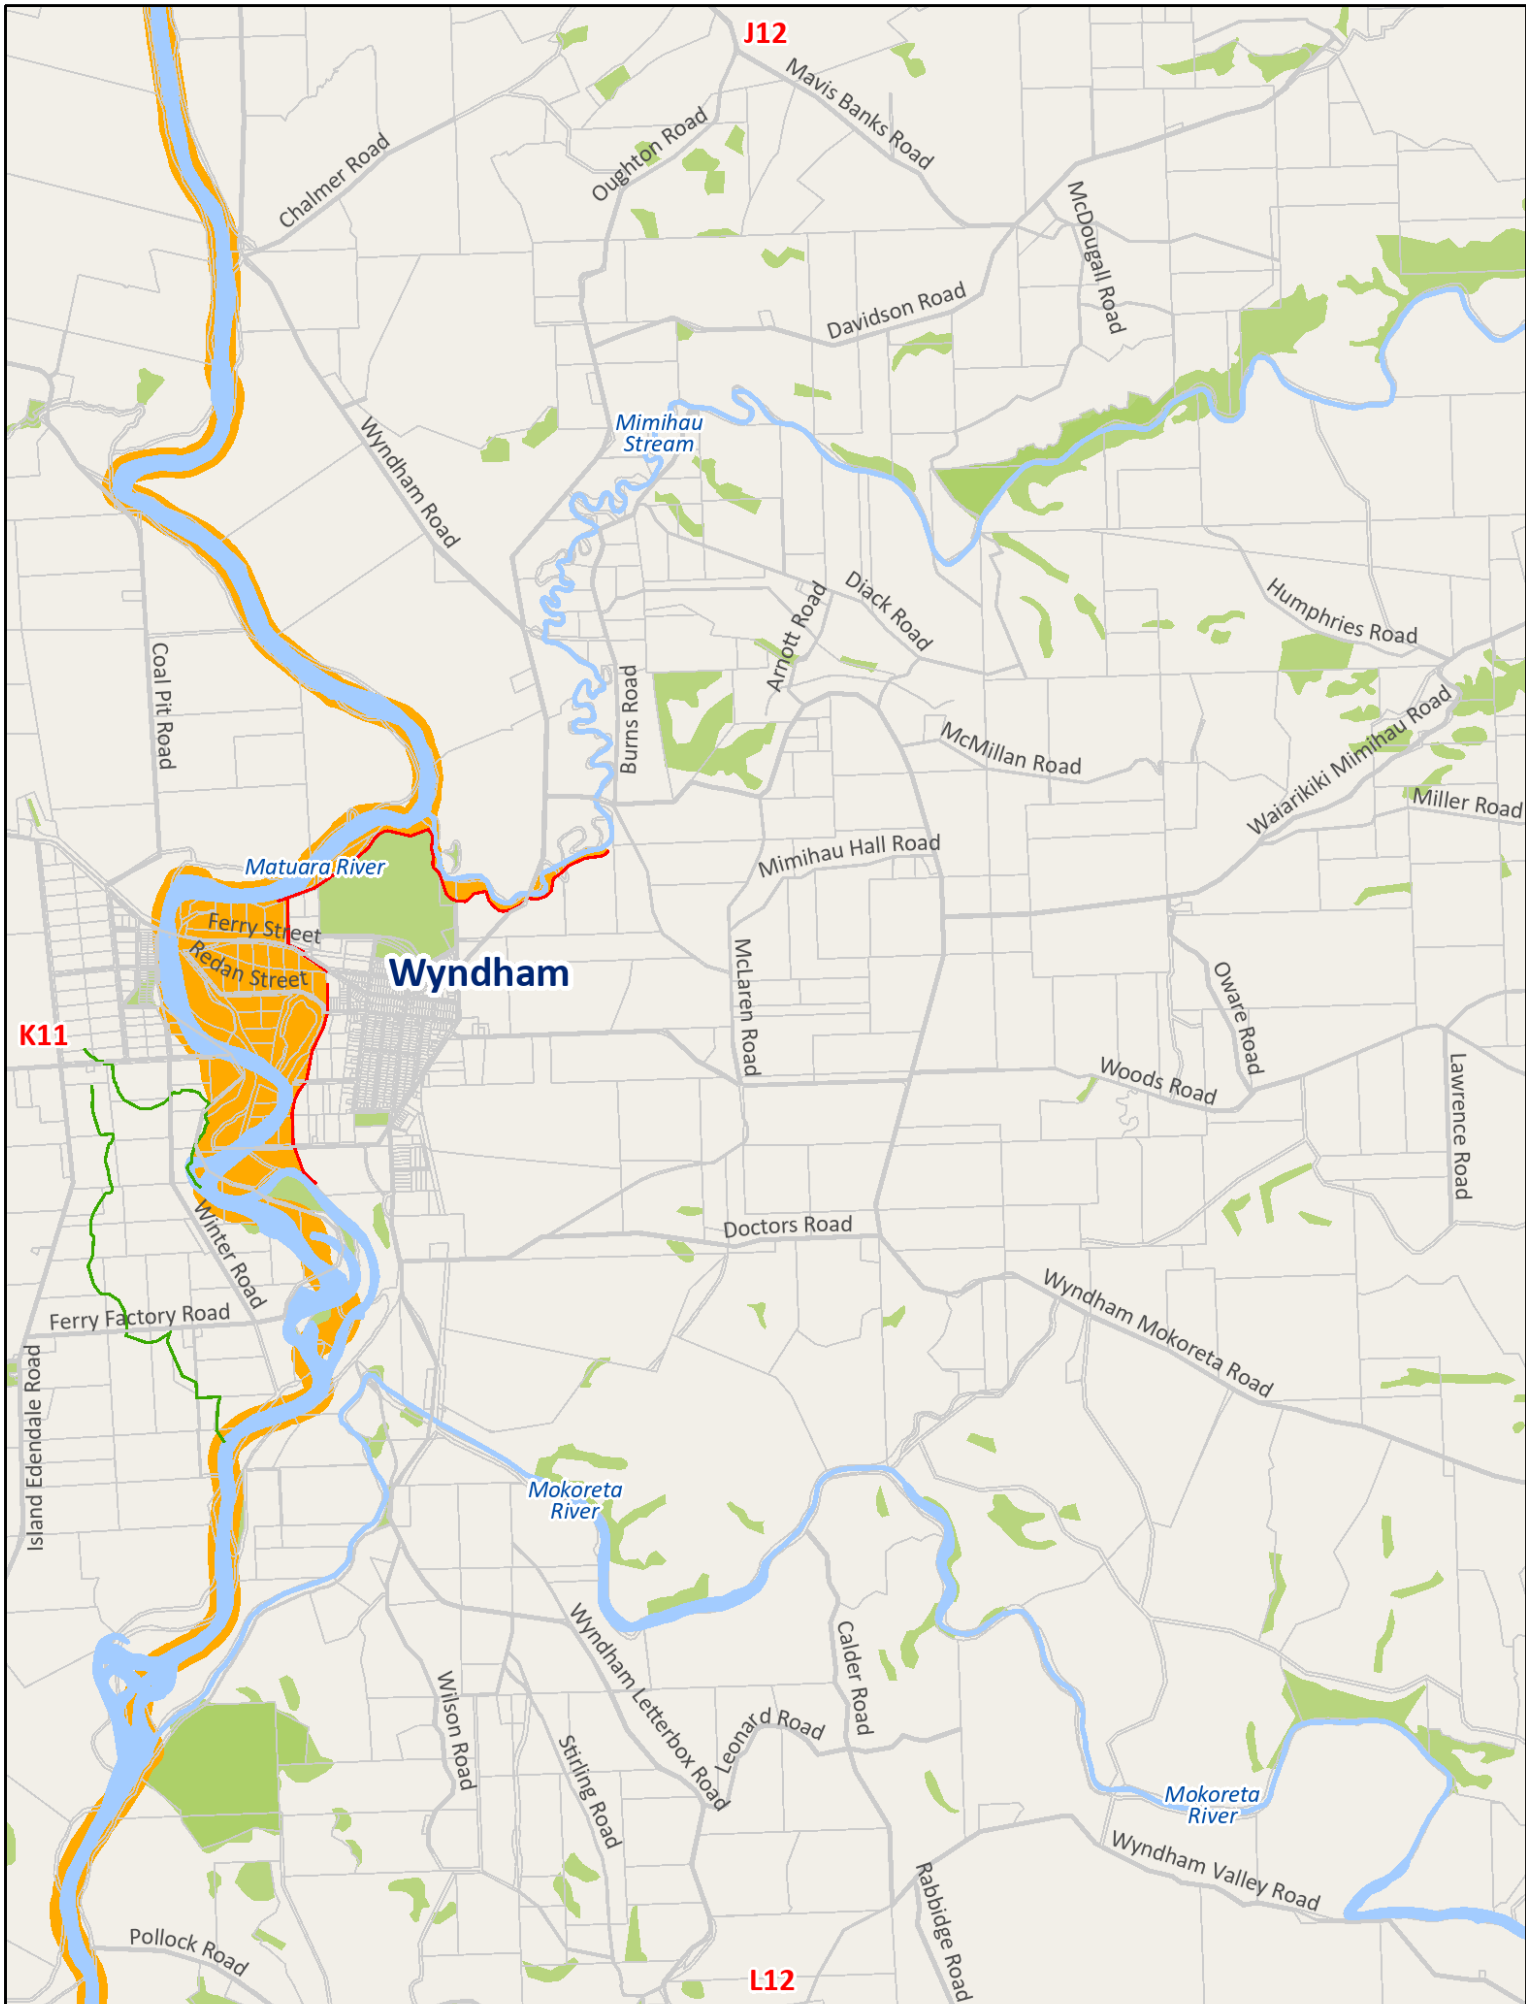 J12
Mavis Banks Road
Oughton Road
Chalmer Road
McDougall Road
Davidson Road
Mimihau
Stream
Wyndham Road
Diack Road
Arnott Road
Humphries Road
Coal Pit Road
Burns Road
McMillan Road
Waiarikiki Mimihau Road
Miller Road
Mimihau Hall Road
Matuara River
Ferry Street
Redan Street
Wyndham
McLaren Road
Oware Road
K11
Woods Road
Lawrence Road
Winter Road
Doctors Road
Wyndham Mokoreta Road
Ferry Factory Road
Island Edendale Road
Mokoreta
River
Wyndham Letterbox Road
Calder Road
Wilson Road
Leonard Road
Stirling Road
Mokoreta
River
Wyndham Valley Road
Rabbidge Road
Pollock Road
L12